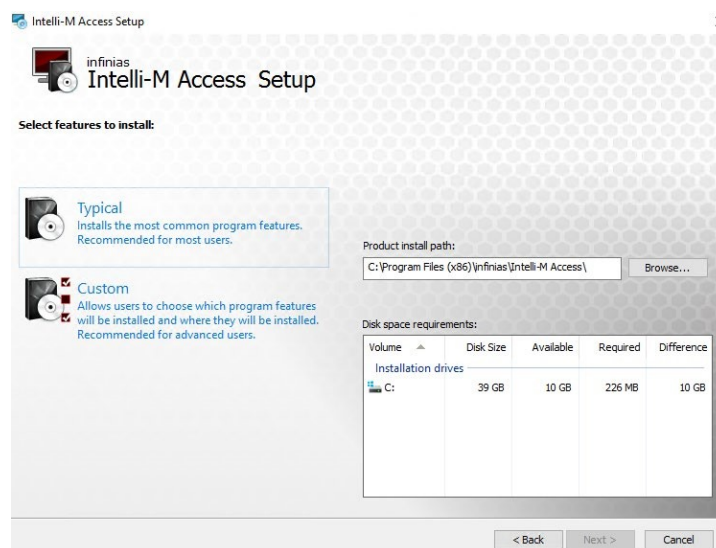 Intelli-M Access Setup
infinias
Intelli-M Access Setup
Select features to install:
Typical
Installs the most common program features.
Recommended for most users.
Custom
Allows users to choose which program features
will be installed and where they will be installed.
Recommended for advanced users.
Product install path:
C:\Program Files (x86)\infinias\Intelli-M Access\
Browse...
Disk space requirements:
Volume Disk Size Available Required Difference
Installation drives
C: 39 GB 10 GB 226 MB 10 GB
< Back Next > Cancel